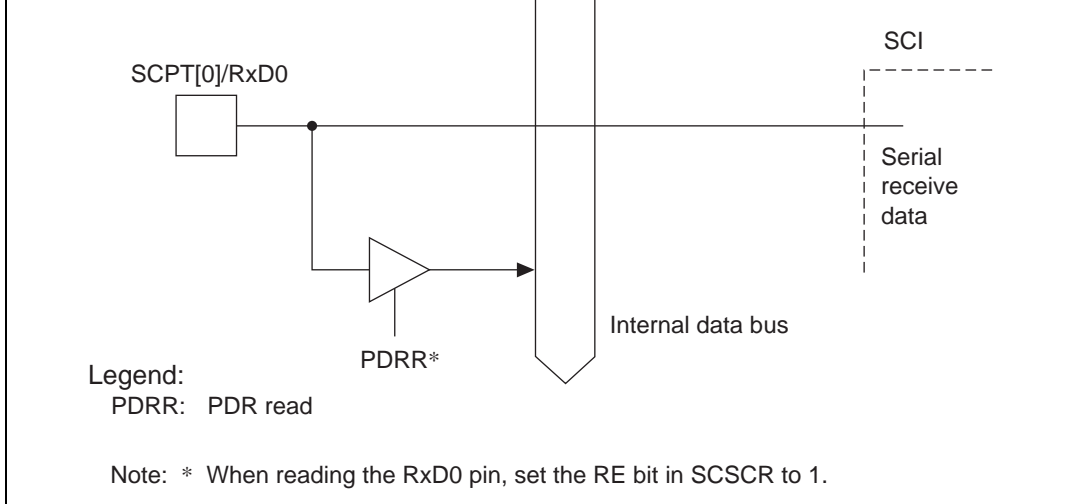 SCI
SCPT[0]/RxD0
Serial
receive
data
Internal data bus
PDRR*
Legend:
PDRR: PDR read
Note: * When reading the RxD0 pin, set the RE bit in SCSCR to 1.